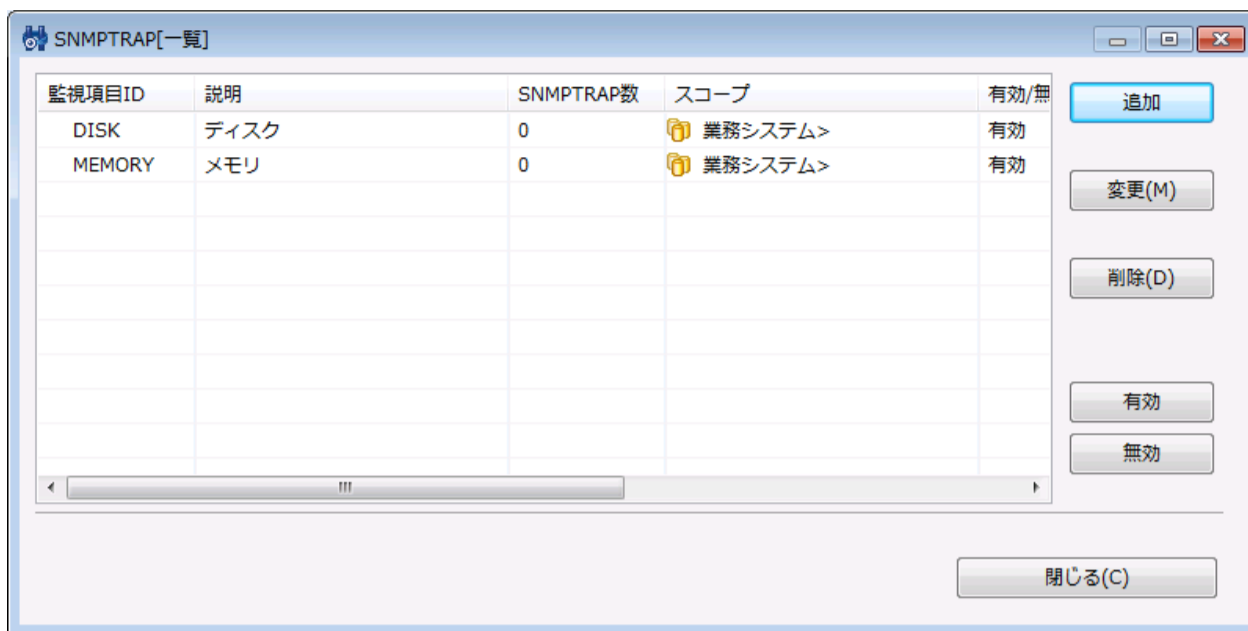 SNMPTRAP[一覧]
監視項目ID 説明 SNMPTRAP数 スコープ 有効/無
DISK ディスク 0 業務システム> 有効
MEMORY メモリ 0 業務システム> 有効
追加
変更(M)
削除(D)
有効
無効
閉じる(C)